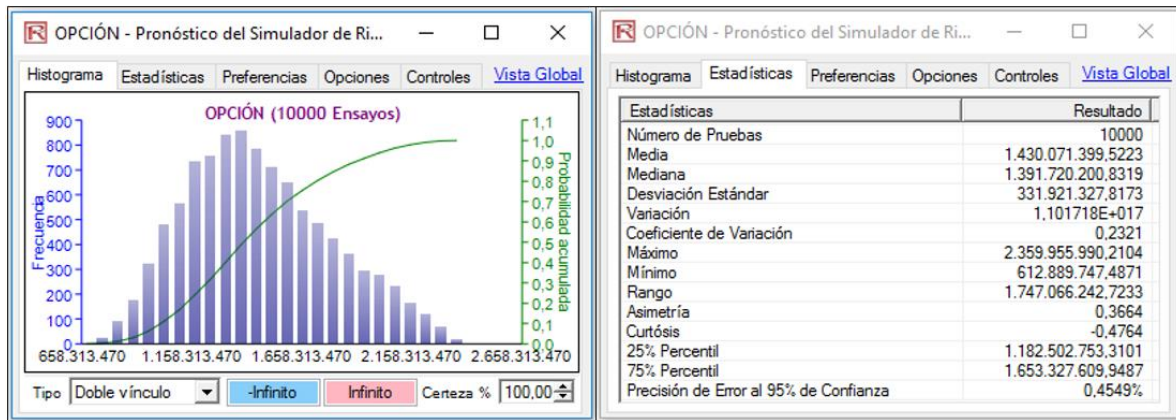 OPCIÓN - Pronóstico del Simulador de Ri...
Histograma Estadísticas Preferencias Opciones Controles Vista Global
OPCIÓN (10000 Ensayos)
Frecuencia
900
800
700
600
500
400
300
200
100
0
1,1
1,0
0,9
0,8
0,7
0,6
0,5
0,4
0,3
0,2
0,1
0,0
Probabilidad acumulada
658.313.470 1.158.313.470 1.658.313.470 2.158.313.470 2.658.313.470
Tipo Doble vínculo -Infinito Infinito Certeza % 100,00
OPCIÓN - Pronóstico del Simulador de Ri...
Histograma Estadísticas Preferencias Opciones Controles Vista Global
Estadísticas Resultado
Número de Pruebas 10000
Media 1.430.071.399,5223
Mediana 1.391.720.200,8319
Desviación Estándar 331.921.327,8173
Variación 1,101718E+017
Coeficiente de Variación 0,2321
Máximo 2.359.955.990,2104
Mínimo 612.889.747,4871
Rango 1.747.066.242,7233
Asimetría 0,3664
Curtósis -0,4764
25% Percentil 1.182.502.753,3101
75% Percentil 1.653.327.609,9487
Precisión de Error al 95% de Confianza 0,4549%